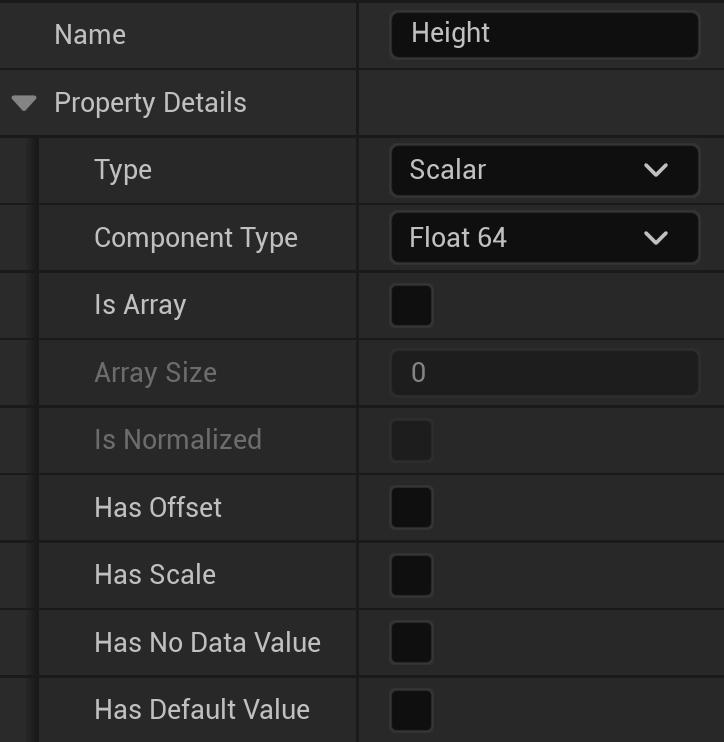 Name Height
Property Details
Type Scalar
Component Type Float 64
Is Array
Array Size 0
Is Normalized
Has Offset
Has Scale
Has No Data Value
Has Default Value